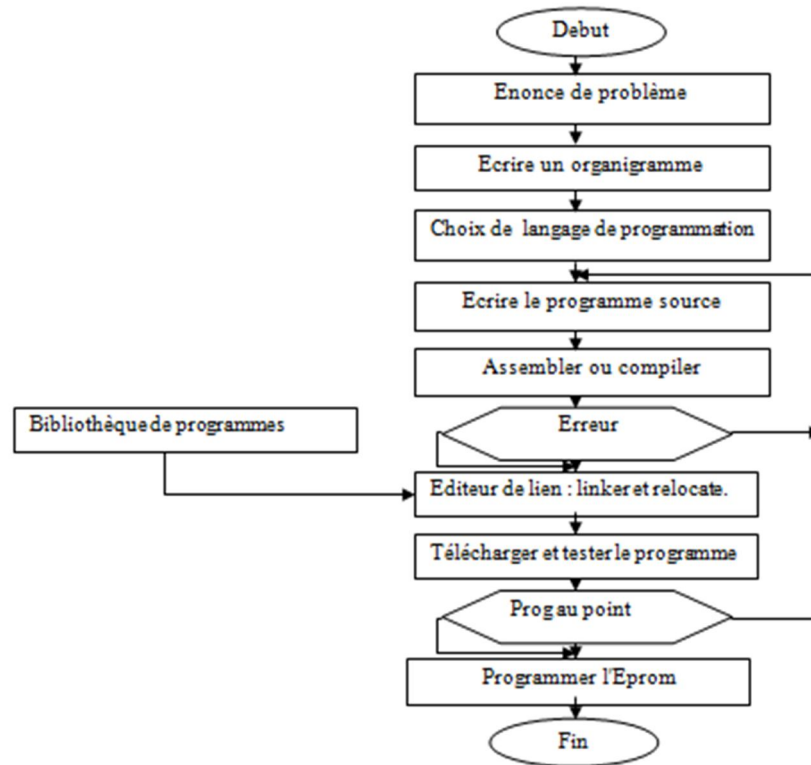 Debut
Enonce de problème
Ecrire un organigramme
Choix de langage de programmation
Ecrire le programme source
Assembler ou compiler
Bibliothèque de programmes
Erreur
Editeur de lien : linker et relocate.
Télécharger et tester le programme
Prog au point
Programmer l'Eprom
Fin